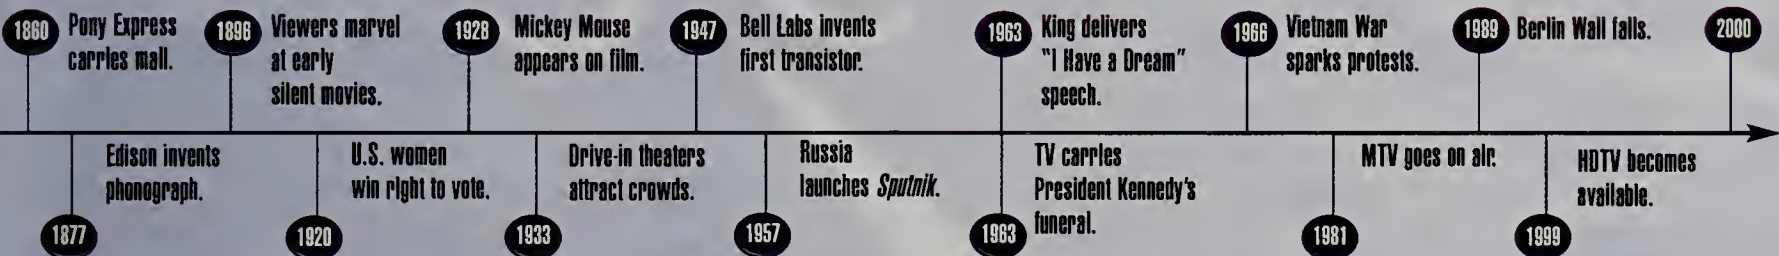 1860
Pony Express
carries mail.
1896
Viewers marvel
at early
silent movies.
1928
Mickey Mouse
appears on film.
1947
Bell Labs invents
first transistor.
1963
King delivers
"I Have a Dream"
speech.
1966
Vietnam War
sparks protests.
1989
Berlin Wall falls.
2000
1877
Edison invents
phonograph.
1920
U.S. women
win right to vote.
1933
Drive-in theaters
attract crowds.
1957
Russia
launches Sputnik.
1963
TV carries
President Kennedy's
funeral.
1981
MTV goes on air.
1999
HDTV becomes
available.